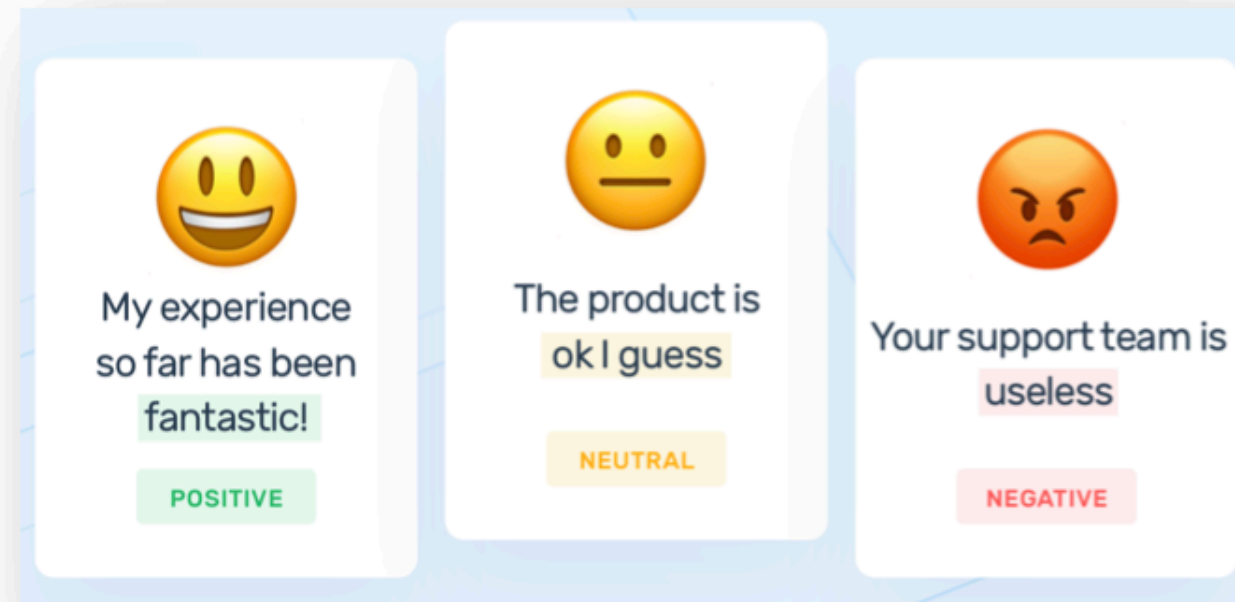 My experience
so far has been
fantastic!
POSITIVE
The product is
ok I guess
NEUTRAL
Your support team is
useless
NEGATIVE